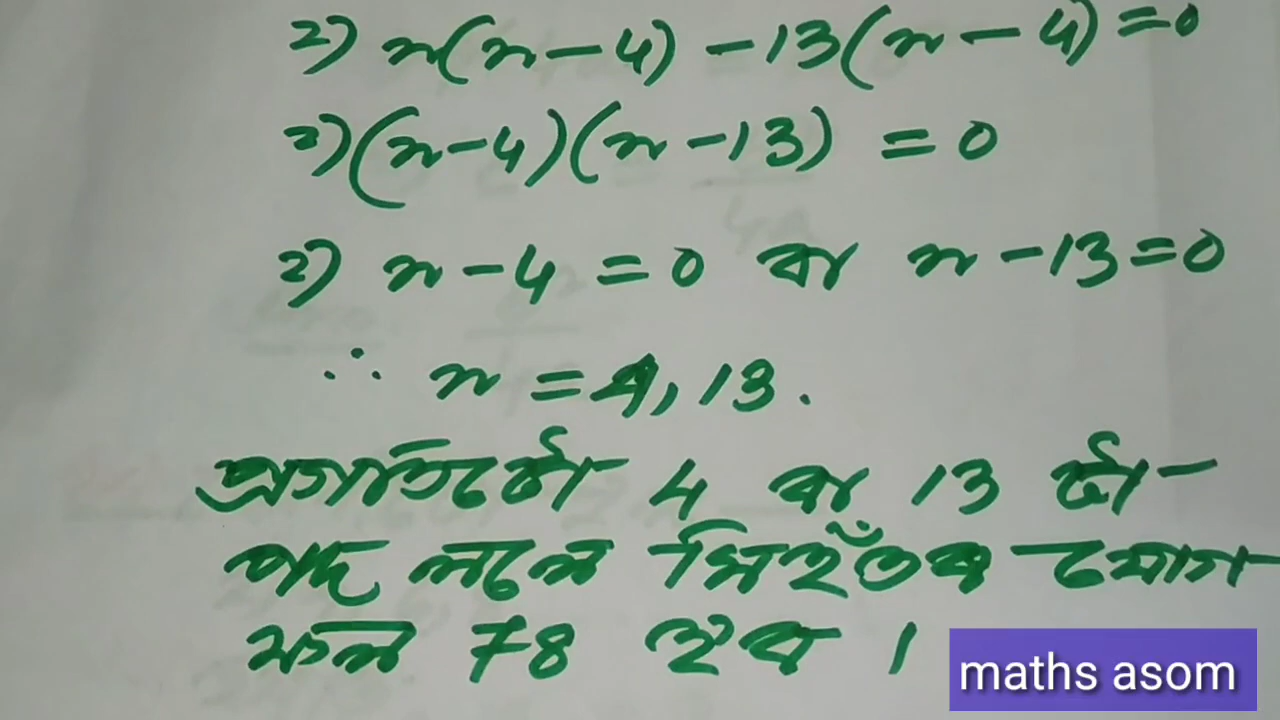 ⇒ n(n-4) -13(n-4) =0
⇒ (n-4)(n-13) = 0
⇒ n-4 = 0 বা n-13=0
∴ n = 4, 13.
প্ৰগতিটোৰ 4 বা 13 টা
পদ ললে সিহঁতৰ যোগ
ফল 78 হ'ব ।
maths asom